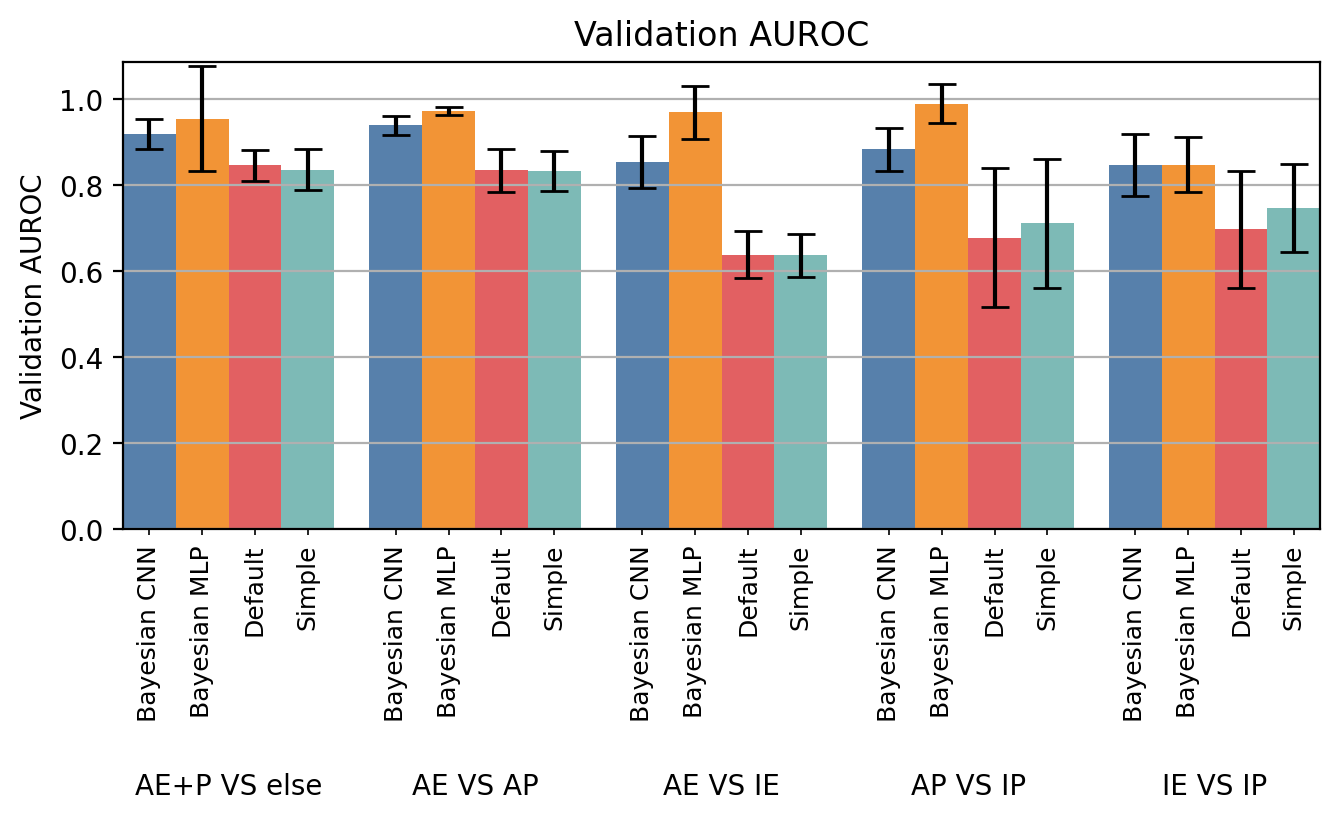 Validation AUROC
Validation AUROC
1.0
0.8
0.6
0.4
0.2
0.0
Bayesian CNN
Bayesian MLP
Default
Simple
Bayesian CNN
Bayesian MLP
Default
Simple
Bayesian CNN
Bayesian MLP
Default
Simple
Bayesian CNN
Bayesian MLP
Default
Simple
Bayesian CNN
Bayesian MLP
Default
Simple
AE+P VS else
AE VS AP
AE VS IE
AP VS IP
IE VS IP